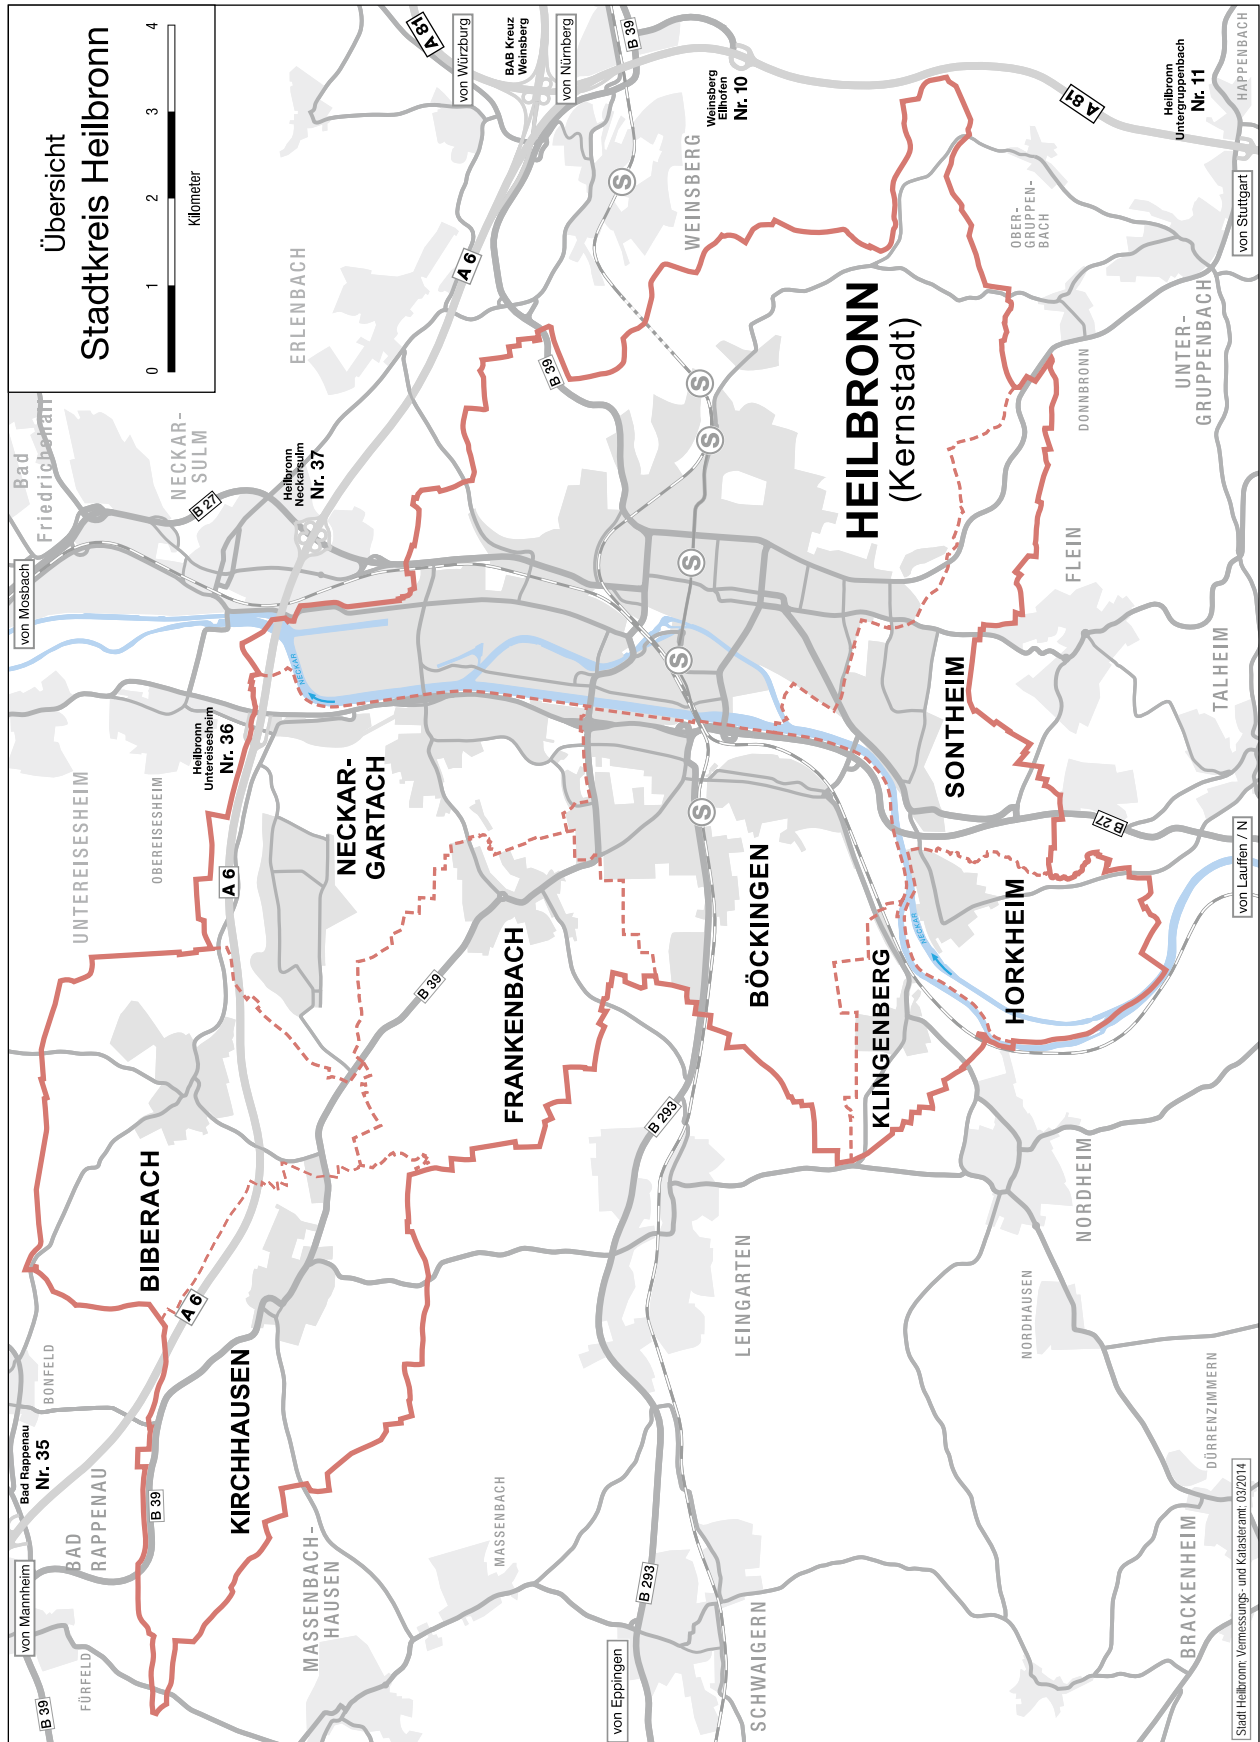 Übersicht
Stadtkreis Heilbronn
0 1 2 3 4
Kilometer
von Mannheim
B 39
FÜRFELD
BAD
RAPPENAU
Bad Rappenau
Nr. 35
BONFELD
B 39
A 6
BIBERACH
KIRCHHAUSEN
MASSENBACH-
HAUSEN
MASSENBACH
UNTEREISESHEIM
OBEREISESHEIM
A 6
Heilbronn
Untereisesheim
Nr. 36
NECKAR-
GARTACH
B 39
FRANKENBACH
von Mosbach
Bad
Friedrichshall
NECKAR-
SULM
B 27
Heilbronn
Neckarsulm
Nr. 37
NECKAR
ERLENBACH
A 6
A 81
von Würzburg
BAB Kreuz
Weinsberg
von Nürnberg
B 39
Weinsberg
Ellhofen
Nr. 10
WEINSBERG
B 39
S
S
S
S
S
S
HEILBRONN
(Kernstadt)
A 81
Heilbronn
Untergruppenbach
Nr. 11
HAPPENBACH
von Stuttgart
OBER-
GRUPPEN-
BACH
UNTER-
GRUPPENBACH
DONNBRONN
FLEIN
TALHEIM
SONTHEIM
B 27
von Lauffen / N
HORKHEIM
NECKAR
KLINGENBERG
BÖCKINGEN
B 293
LEINGARTEN
NORDHEIM
NORDHAUSEN
DÜRRENZIMMERN
BRACKENHEIM
SCHWAIGERN
B 293
von Eppingen
Stadt Heilbronn: Vermessungs- und Katasteramt: 03/2014